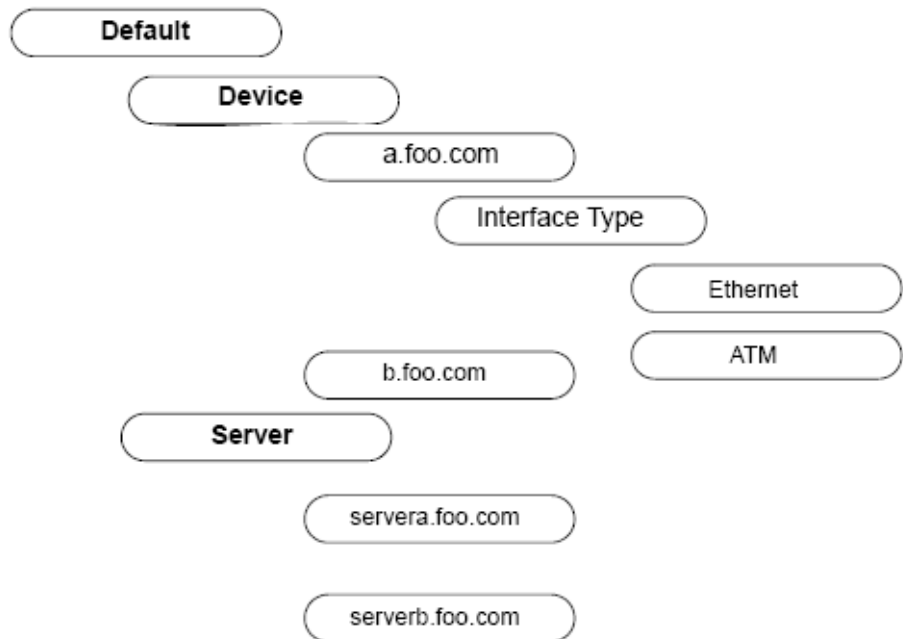 Default
Device
a.foo.com
Interface Type
Ethernet
ATM
b.foo.com
Server
servera.foo.com
serverb.foo.com